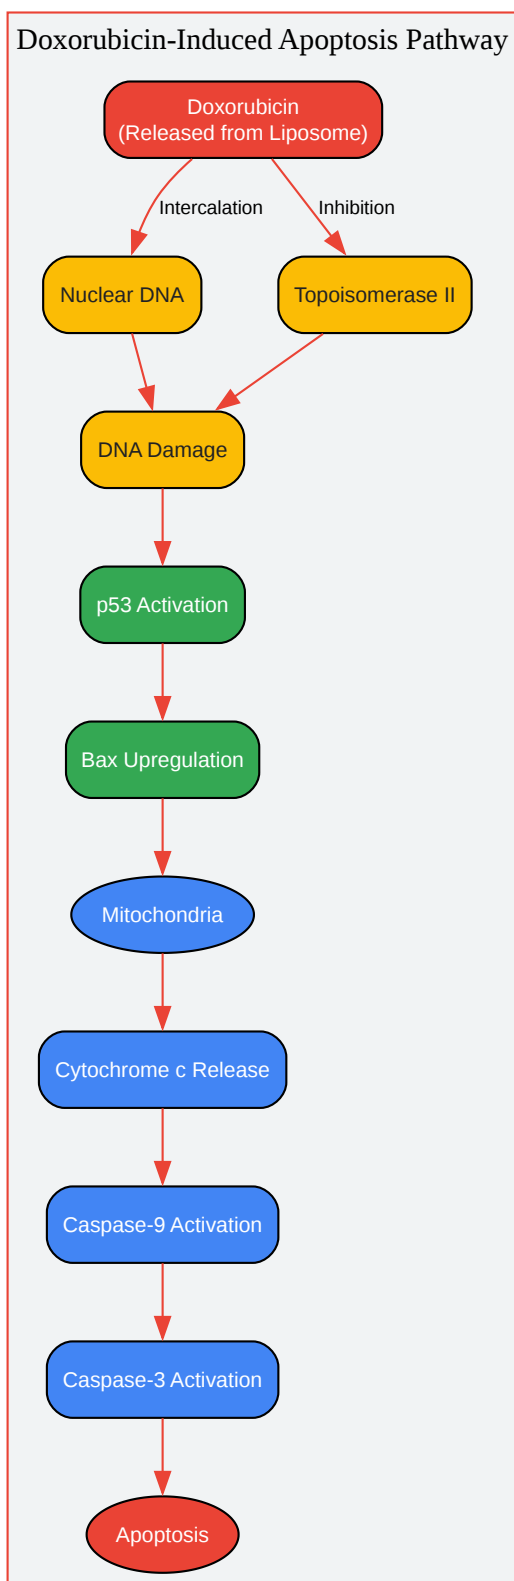 Doxorubicin-Induced Apoptosis Pathway
Doxorubicin
(Released from Liposome)
Intercalation
Inhibition
Nuclear DNA
Topoisomerase II
DNA Damage
p53 Activation
Bax Upregulation
Mitochondria
Cytochrome c Release
Caspase-9 Activation
Caspase-3 Activation
Apoptosis